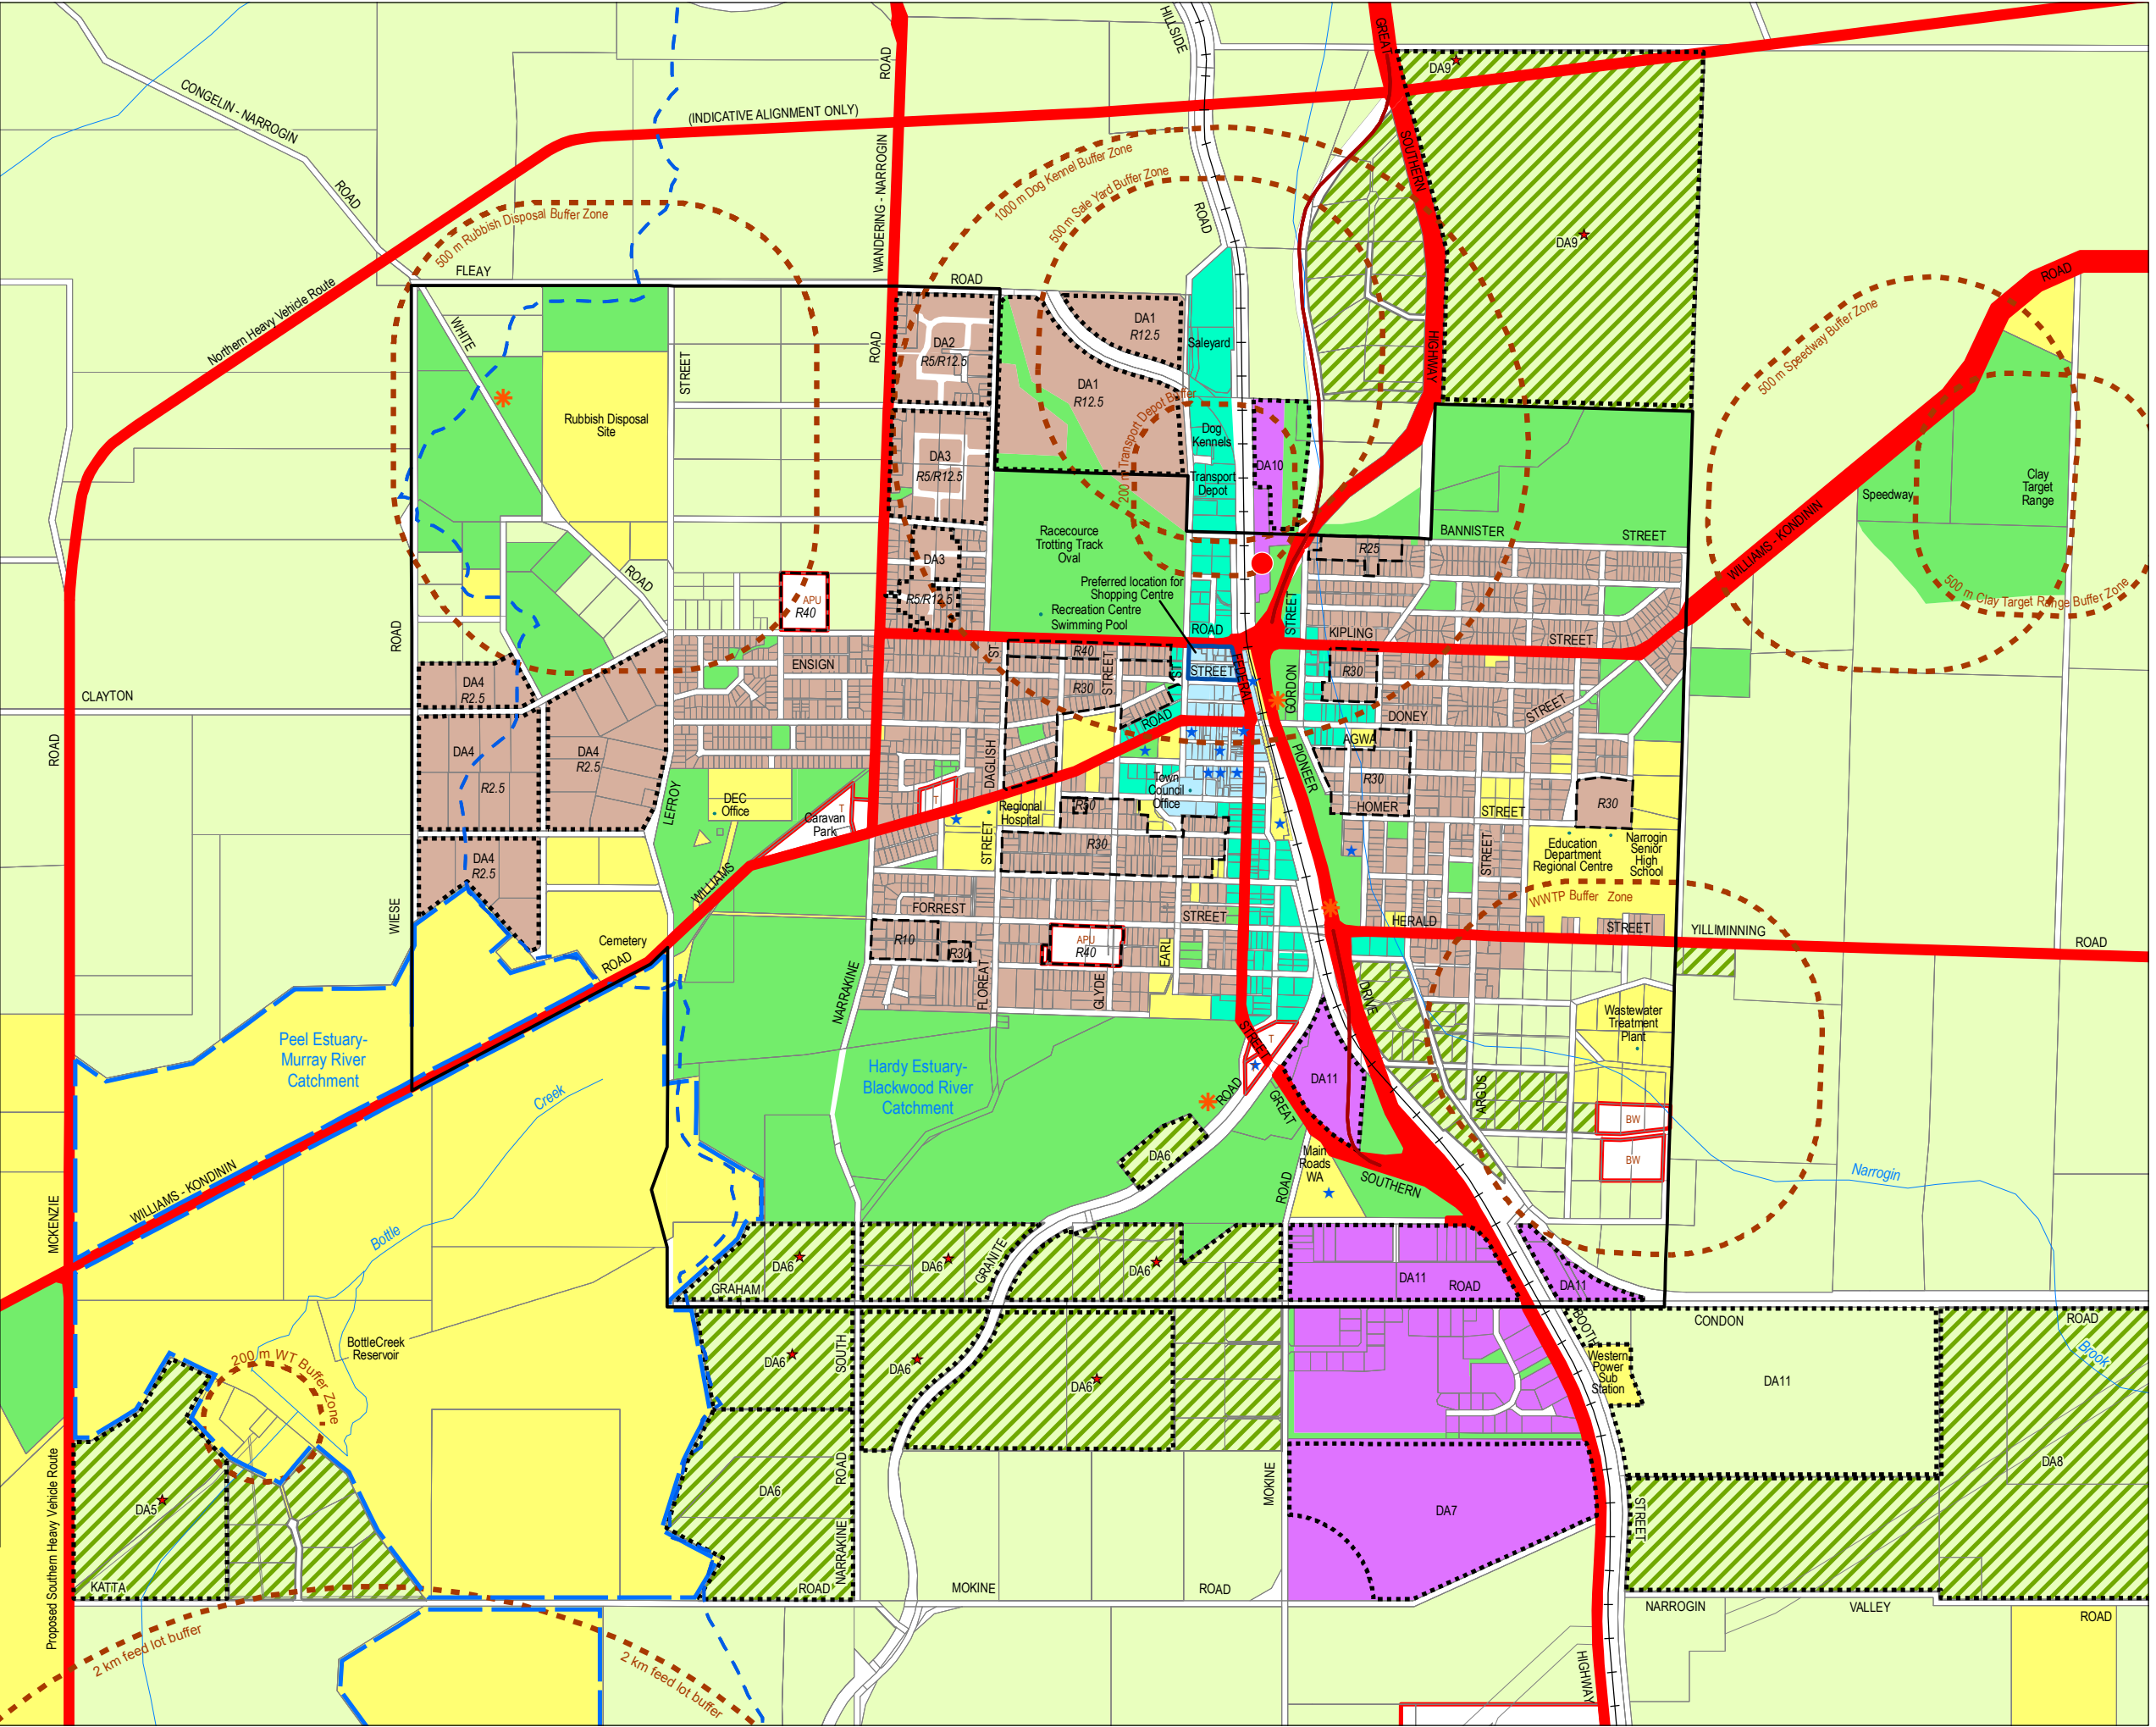 HILLSIDE
GREAT
ROAD
DA9
CONGELIN - NARROGIN
(INDICATIVE ALIGNMENT ONLY)
SOUTHERN
1000 m Dog Kennel Buffer Zone
WANDERING - NARROGIN
500 m Sale Yard Buffer Zone
ROAD
ROAD
500 m Rubbish Disposal Buffer Zone
DA9
FLEAY
ROAD
ROAD
Northern Heavy Vehicle Route
500 m Speedway Buffer Zone
WHITE
STREET
ROAD
DA2
R5/R12.5
DA1
R12.5
Saleyard
HIGHWAY
DA1
R12.5
200 m Transport Depot Buffer
Rubbish Disposal
Site
Dog
Kennels
DA3
R5/R12.5
DA10
Transport
Depot
Speedway
Clay
Target
Range
Racecourse
Trotting Track
Oval
BANNISTER
STREET
R25
WILLIAMS - KONDININ
DA3
ROAD
R5/R12.5
APU
R40
Preferred location for
Shopping Centre
Recreation Centre
Swimming Pool
500 m Clay Target Range Buffer Zone
STREET
ROAD
ROAD
KIPLING
STREET
ENSIGN
ST
R40
STREET
ST
STREET
FEDERAL
R30
R30
DA4
R2.5
CLAYTON
GORDON
ROAD
DONEY
STREET
ROAD
DA4
R2.5
DA4
R2.5
AGWA
PIONEER
DAGLISH
R30
LEFROY
DEC
Office
T
T
Caravan
Park
Town
Council
Office
Regional
Hospital
R50
HOMER
STREET
R30
STREET
R30
STREET
Education
Department
Regional Centre
Narrogin
Senior
High
School
DA4
R2.5
WILLIAMS
WIESE
FORREST
STREET
WWTP Buffer Zone
HERALD
STREET
YILLIMINNING
ROAD
Cemetery
ROAD
R10
R30
APU
R40
EARL
NARRAKINE
FLOREAT
GLYDE
DRIVE
Wastewater
Treatment
Plant
Peel Estuary-
Murray River
Catchment
Hardy Estuary-
Blackwood River
Catchment
STREET
T
Creek
ROAD
GREAT
DA11
ARGUS
BW
BW
DA6
Main
Roads
WA
SOUTHERN
ROAD
Narrogin
WILLIAMS - KONDININ
MCKENZIE
Bottle
GRANITE
DA6
DA6
DA6
GRAHAM
DA11
ROAD
DA11
BOOTH
CONDON
ROAD
Brook
BottleCreek
Reservoir
200 m WT Buffer Zone
DA6
SOUTH
DA6
DA6
Western
Power
Sub
Station
DA11
Proposed Southern Heavy Vehicle Route
DA5
DA6
ROAD
MOKINE
DA7
DA8
STREET
KATTA
ROAD
NARRAKINE
MOKINE
ROAD
NARROGIN
VALLEY
ROAD
2 km feed lot buffer
2 km feed lot buffer
HIGHWAY